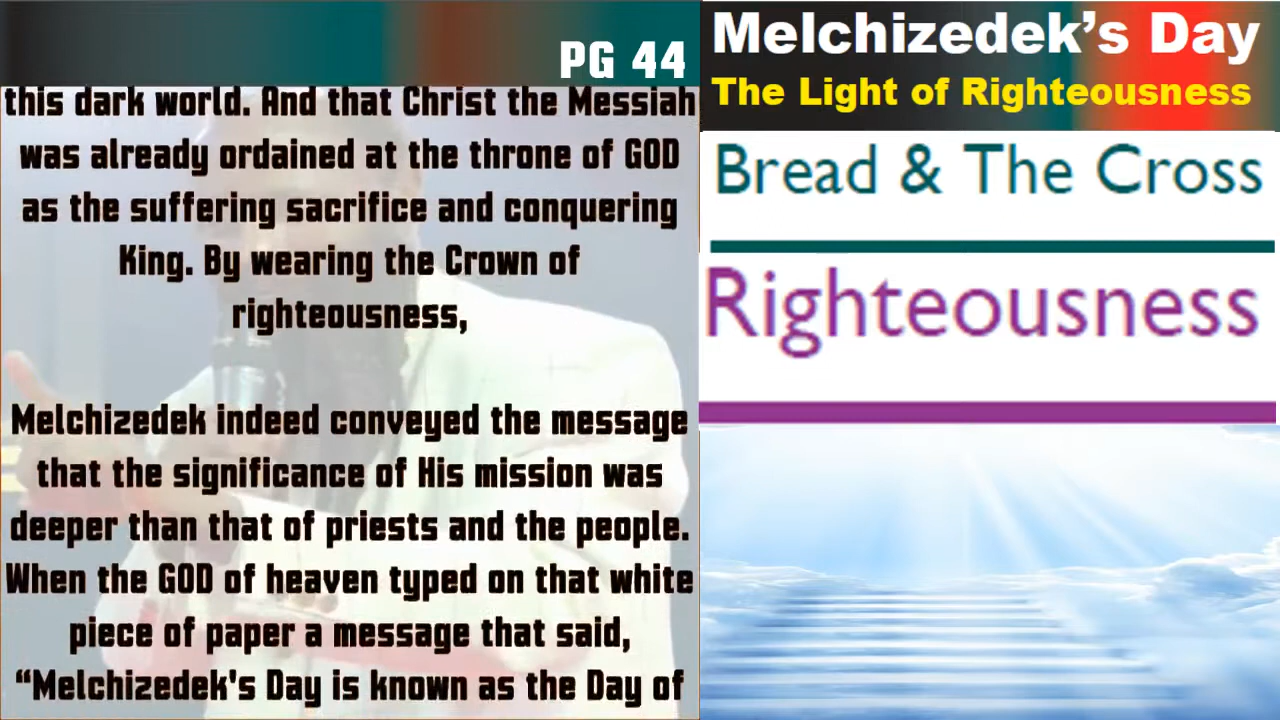 PG 44
this dark world. And that Christ the Messiah
was already ordained at the throne of GOD
as the suffering sacrifice and conquering
King. By wearing the Crown of
righteousness,
Melchizedek indeed conveyed the message
that the significance of His mission was
deeper than that of priests and the people.
When the GOD of heaven typed on that white
piece of paper a message that said,
“Melchizedek's Day is known as the Day of
Melchizedek’s Day
The Light of Righteousness
Bread & The Cross
Righteousness